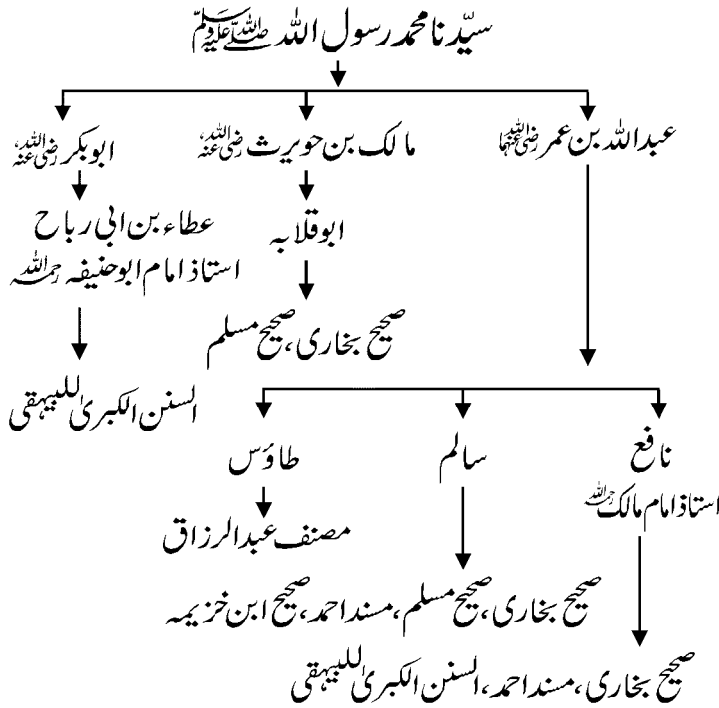 سیّدنا محمد رسول اللہ ﷺ
عبداللہ بن عمر رضی اللہ عنہما
مالک بن حویرث رضی اللہ عنہ
ابوبکر رضی اللہ عنہ
ابوقلابہ
عطاء بن ابی رباح
استاذ امام ابوحنیفہ رحمہ اللہ
صحیح بخاری، صحیح مسلم
السنن الکبریٰ للبیہقی
نافع
استاذ امام مالک رحمہ اللہ
سالم
طاؤس
مصنف عبدالرزاق
صحیح بخاری، صحیح مسلم، مسند احمد، صحیح ابن خزیمہ
صحیح بخاری، مسند احمد، السنن الکبریٰ للبیہقی